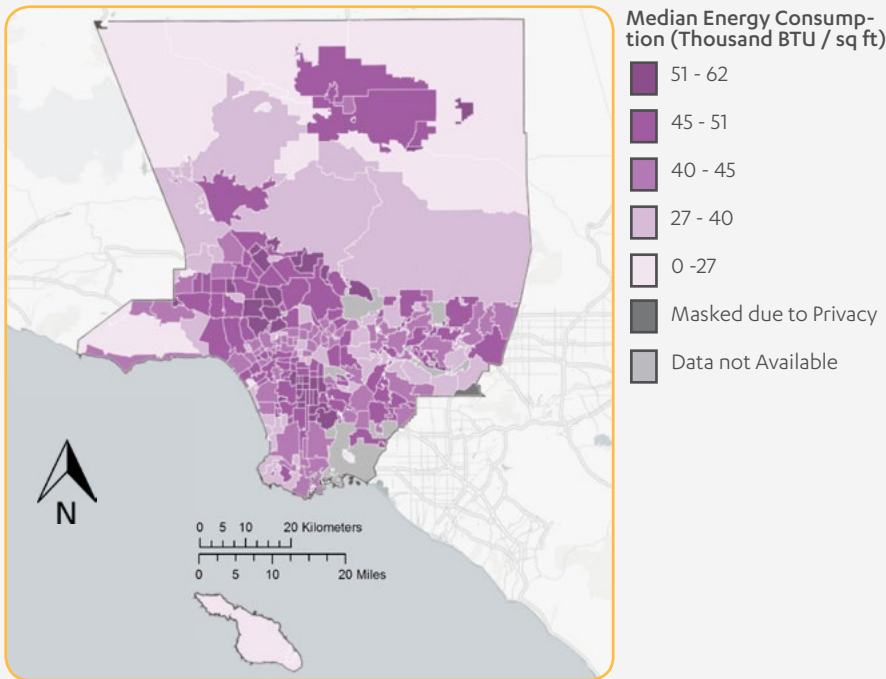 Median Energy Consump-
tion (Thousand BTU / sq ft)
51 - 62
45 - 51
40 - 45
27 - 40
0 -27
Masked due to Privacy
Data not Available
N
0 5 10 20 Kilometers
0 5 10 20 Miles